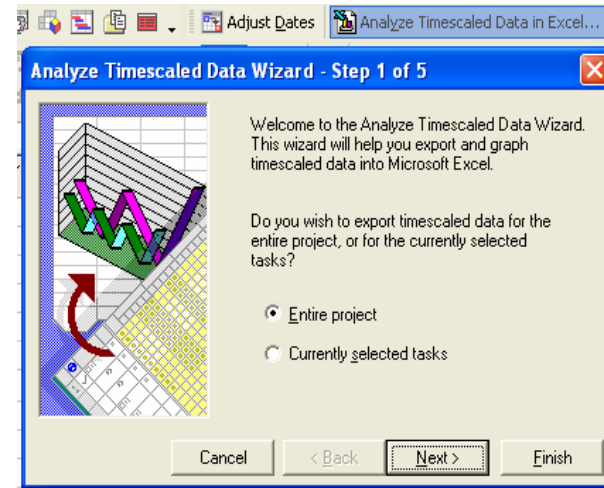 Adjust Dates Analyze Timescaled Data in Excel...
Analyze Timescaled Data Wizard - Step 1 of 5
Welcome to the Analyze Timescaled Data Wizard.
This wizard will help you export and graph
timescaled data into Microsoft Excel.
Do you wish to export timescaled data for the
entire project, or for the currently selected
tasks?
Entire project
Currently selected tasks
Cancel < Back Next > Finish